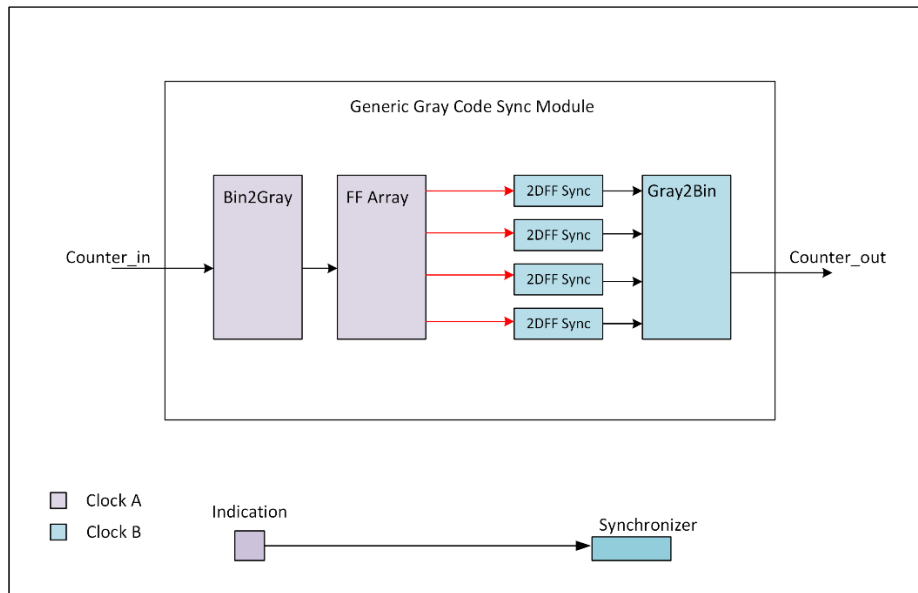 Generic Gray Code Sync Module
Bin2Gray
FF Array
2DFF Sync
Gray2Bin
2DFF Sync
Counter_in
Counter_out
2DFF Sync
2DFF Sync
Clock A
Indication
Clock B
Synchronizer